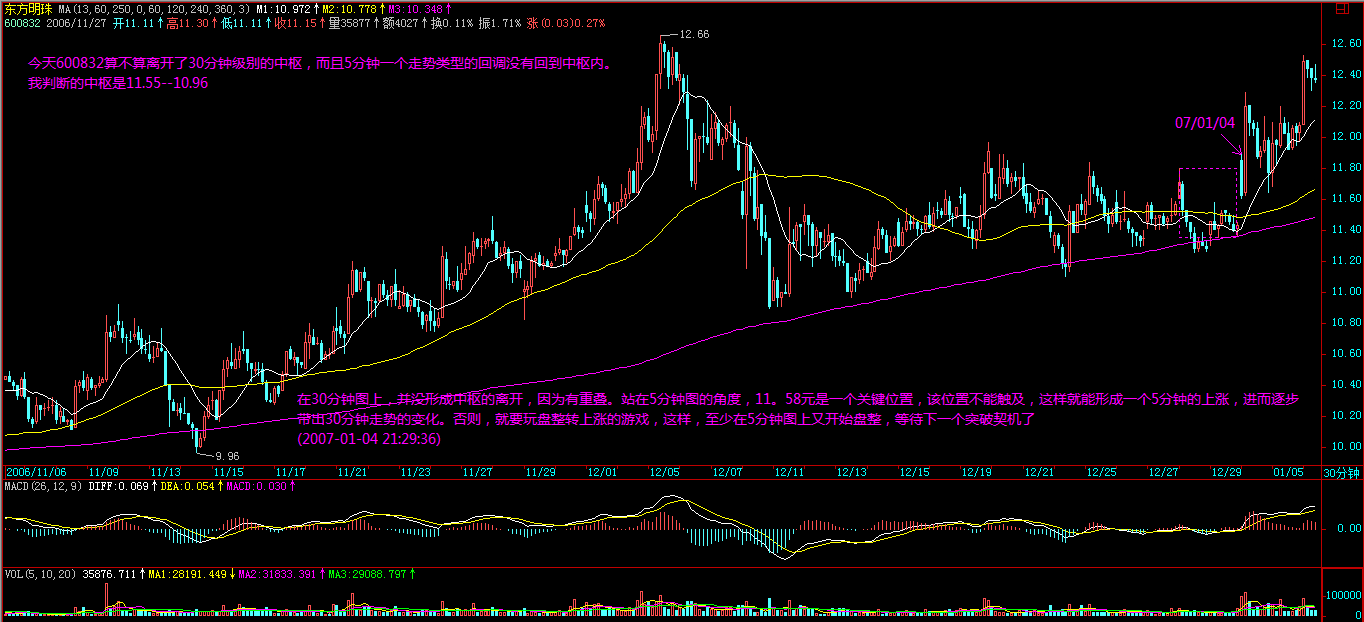 东方明珠 MA(13,60,250,0,60,120,240,360,3) M1:10.972↑M2:10.778↑M3:10.348↑
600832 2006/11/27 开11.11↑高11.30↑低11.11↑收11.15↑量35877↑额4027↑换0.11% 振1.71% 涨(0.03)0.27%
12.66
12.60
今天600832算不算离开了30分钟级别的中枢，而且5分钟一个走势类型的回调没有回到中枢内。
12.40
我判断的中枢是11.55--10.96
12.20
07/01/04
12.00
11.80
11.60
11.40
11.20
11.00
10.80
10.60
10.40
在30分钟图上，并没形成中枢的离开，因为有重叠。站在5分钟图的角度，11。58元是一个关键位置，该位置不能触及，这样就能形成一个5分钟的上涨，进而逐步
带出30分钟走势的变化。否则，就要玩盘整转上涨的游戏，这样，至少在5分钟图上又开始盘整，等待下一个突破契机了
10.20
(2007-01-04 21:29:36)
10.00
9.96
2006/11/06 11/09 11/13 11/15 11/17 11/21 11/23 11/27 11/29 12/01 12/05 12/07 12/11 12/13 12/15 12/19 12/21 12/25 12/27 12/29 01/05 30分钟
MACD(26,12,9) DIFF:0.069↑DEA:0.054↑MACD:0.030↑
0.00
VOL(5,10,20) 35876.711↑MA1:28191.449↓MA2:31833.391↑MA3:29088.797↑
100000
0